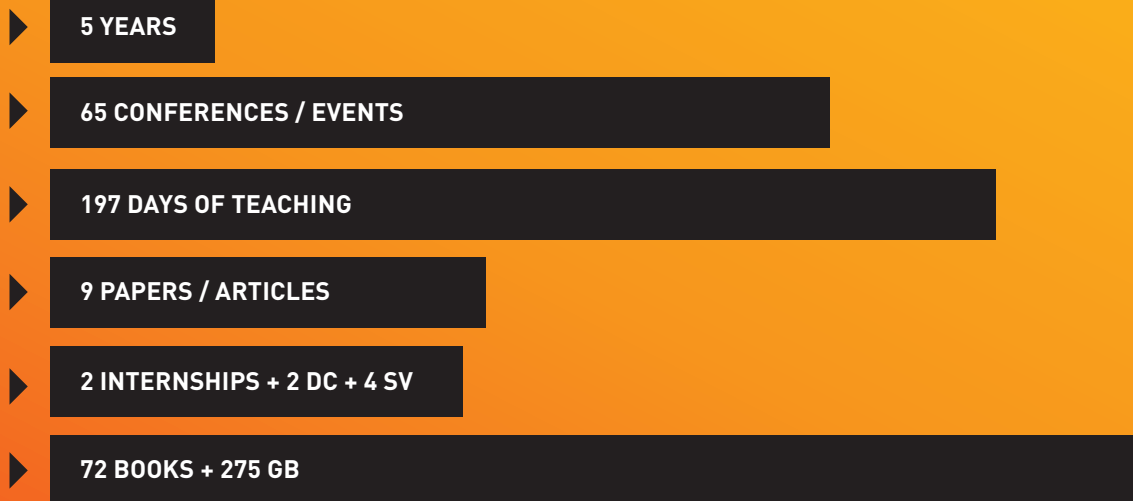 5 YEARS
65 CONFERENCES / EVENTS
197 DAYS OF TEACHING
9 PAPERS / ARTICLES
2 INTERNSHIPS + 2 DC + 4 SV
72 BOOKS + 275 GB